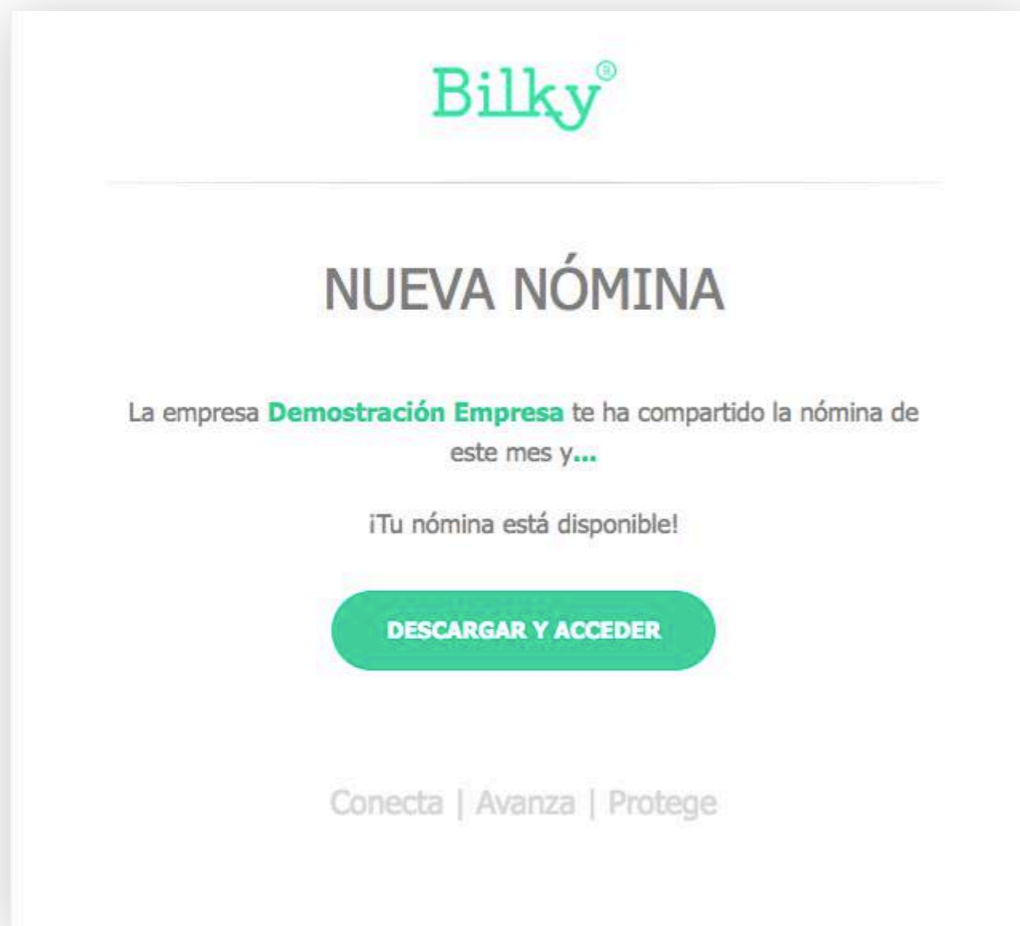 Bilky®
NUEVA NÓMINA
La empresa Demostración Empresa te ha compartido la nómina de
este mes y...
¡Tu nómina está disponible!
DESCARGAR Y ACCEDER
Conecta | Avanza | Protege